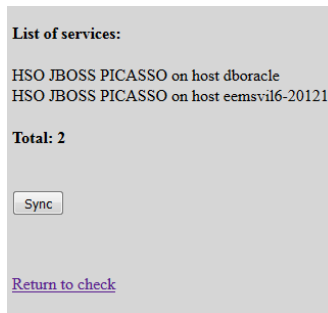 List of services:
HSO JBOSS PICASSO on host dboracle
HSO JBOSS PICASSO on host eemsvil6-20121
Total: 2
Sync
Return to check